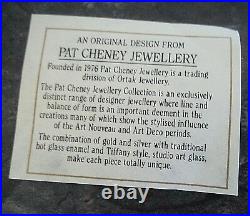 AN ORIGINAL DESIGN FROM
PAT CHENEY JEWELLERY
Founded in 1976 Pat Cheney Jewellery is a trading
division of Ortak Jewellery.
The Pat Cheney Jewellery Collection is an exclusively
distinct range of designer jewellery where line and
balance of form is an important deement in the
creations many of which show the stylised influence
of the Art Nouveau and Art Deco periods.
The combination of gold and silver with traditional
hot glass enamel and Tiffany style, studio art glass,
make each piece totally unique.